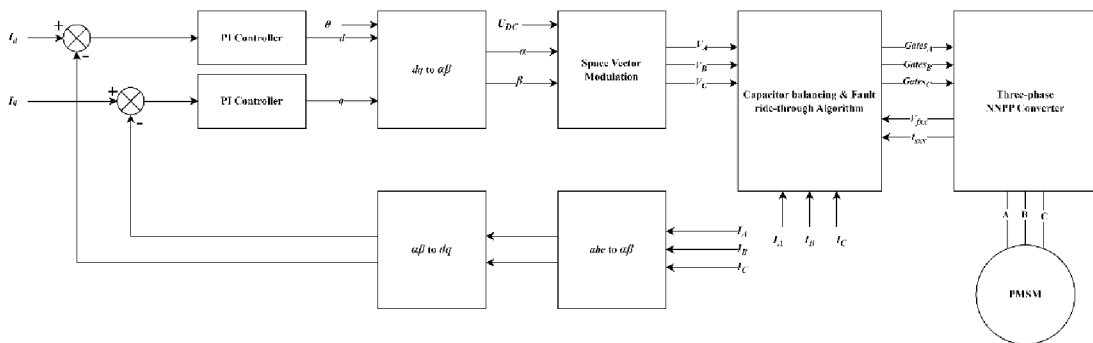 I_d
+
−
PI Controller
θ
d
I_q
+
−
PI Controller
q
dq to αβ
U_DC
α
β
Space Vector
Modulation
V_A
V_B
V_C
Capacitor balancing & Fault
ride-through Algorithm
Gates_A
Gates_B
Gates_C
V_fxx
I_sxx
Three-phase
NNPP Converter
αβ to dq
abc to αβ
I_A
I_B
I_C
I_A
I_B
I_C
A
B
C
PMSM